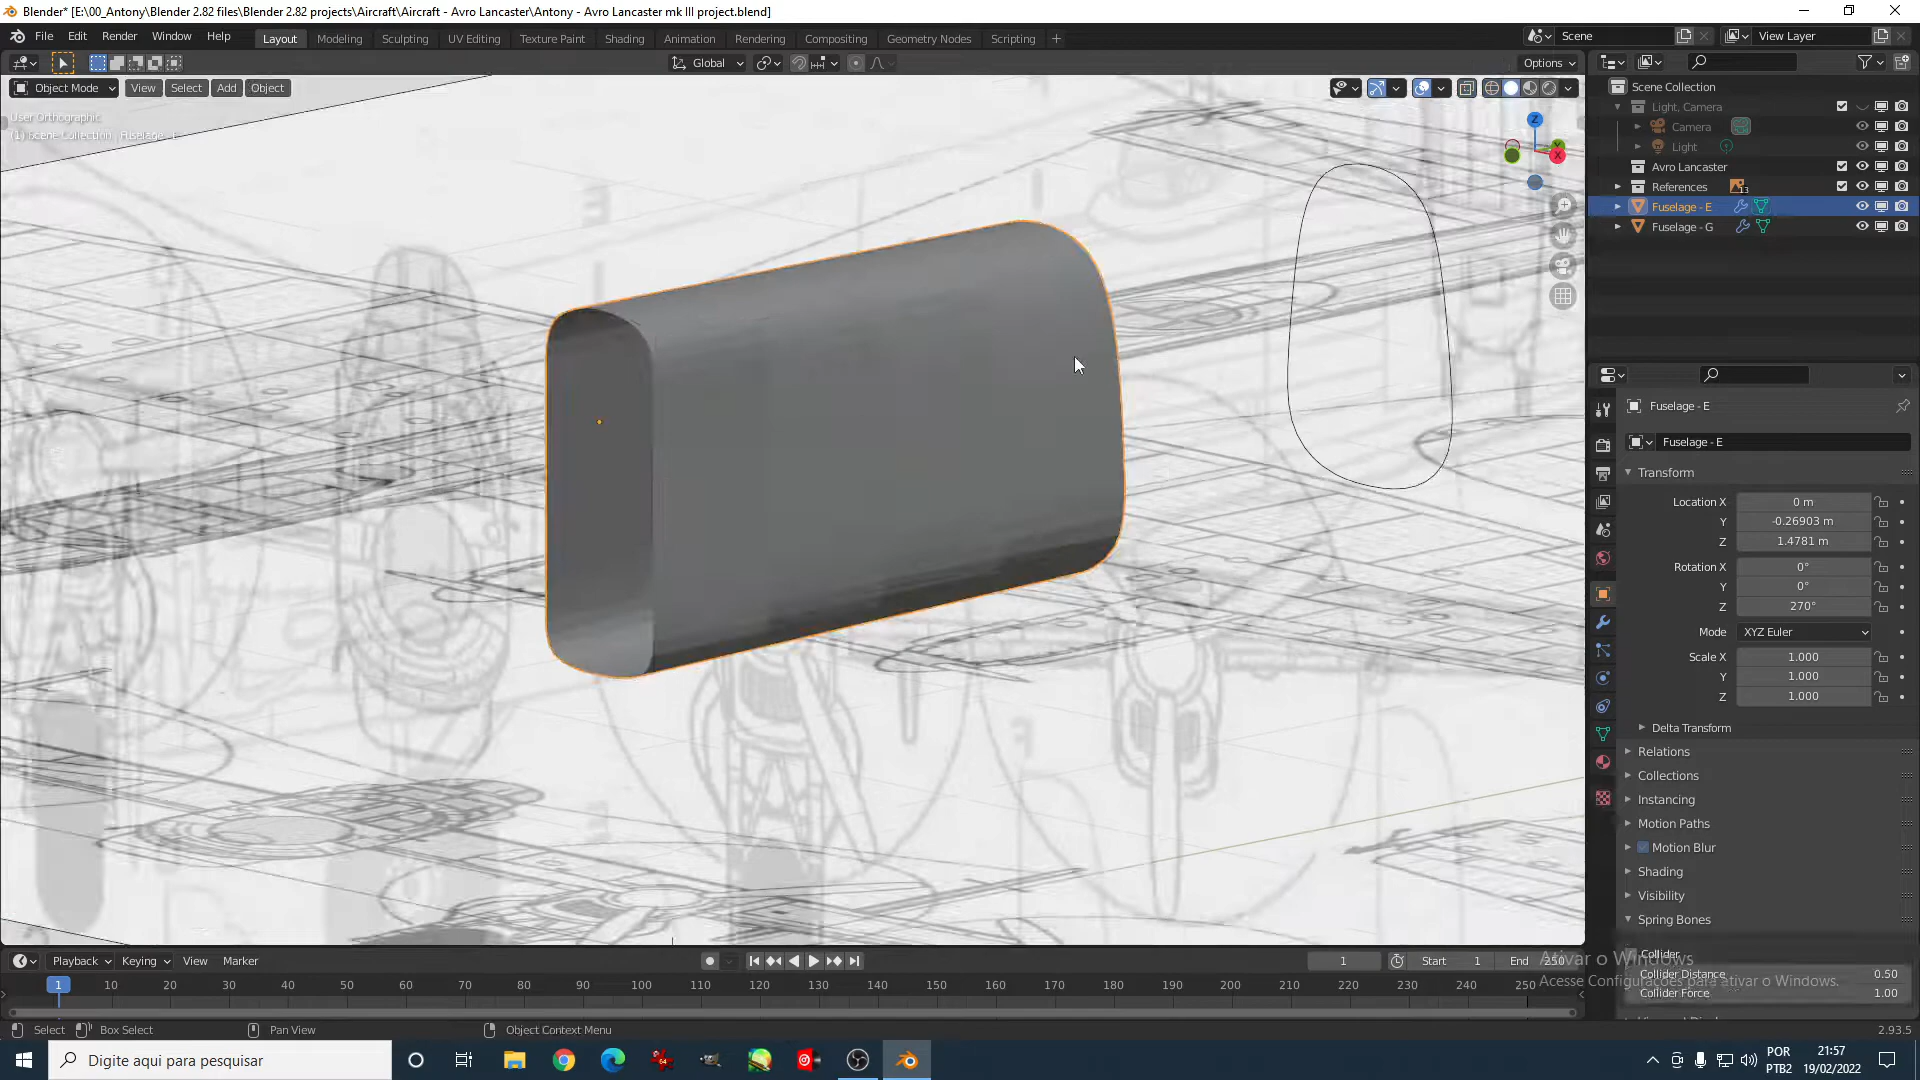 Blender* [E:\00_Antony\Blender 2.82 files\Blender 2.82 projects\Aircraft\Aircraft - Avro Lancaster\Antony - Avro Lancaster mk III project.blend]
File Edit Render Window Help Layout Modeling Sculpting UV Editing Texture Paint Shading Animation Rendering Compositing Geometry Nodes Scripting + Scene View Layer
Global Options
Object Mode View Select Add Object
User Orthographic
(1) Scene Collection | Fuselage - E
Z
X
Y
Scene Collection
Light, Camera
Camera
Light
Avro Lancaster
References 13
Fuselage - E
Fuselage - G
Fuselage - E
Fuselage - E
Transform
Location X 0 m
Y -0.26903 m
Z 1.4781 m
Rotation X 0°
Y 0°
Z 270°
Mode XYZ Euler
Scale X 1.000
Y 1.000
Z 1.000
Delta Transform
Relations
Collections
Instancing
Motion Paths
Motion Blur
Shading
Visibility
Spring Bones
Collider
Collider Distance 0.50
Collider Force 1.00
Ativar o Windows
Acesse Configurações para ativar o Windows.
Playback Keying View Marker 1 Start 1 End 250
1 10 20 30 40 50 60 70 80 90 100 110 120 130 140 150 160 170 180 190 200 210 220 230 240 250
Select Box Select Pan View Object Context Menu 2.93.5
Digite aqui para pesquisar
64
POR
PTB2
21:57
19/02/2022